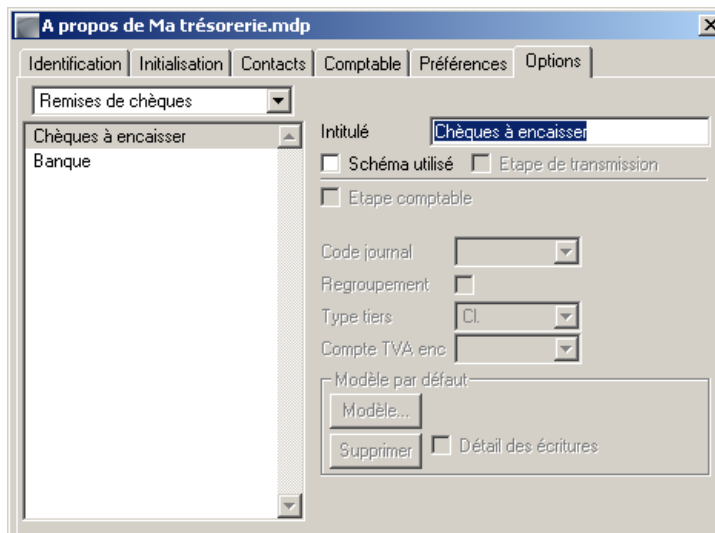 A propos de Ma trésorerie.mdp
Identification Initialisation Contacts Comptable Préférences Options
Remises de chèques
Chèques à encaisser
Banque
Intitulé Chèques à encaisser
Schéma utilisé Etape de transmission
Etape comptable
Code journal
Regroupement
Type tiers Cl.
Compte TVA enc
Modèle par défaut
Modèle...
Supprimer Détail des écritures